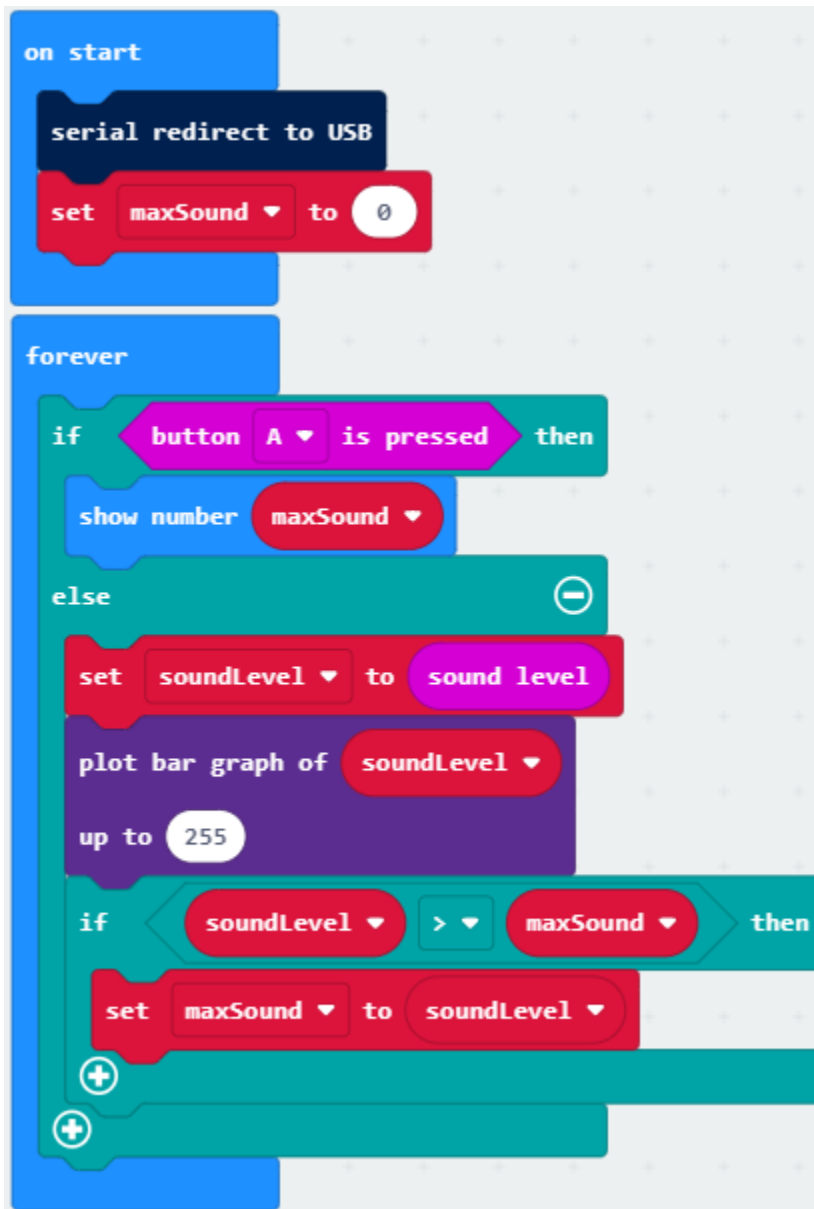 on start
serial redirect to USB
set maxSound to 0
forever
if button A is pressed then
show number maxSound
else
set soundLevel to sound level
plot bar graph of soundLevel
up to 255
if soundLevel > maxSound then
set maxSound to soundLevel